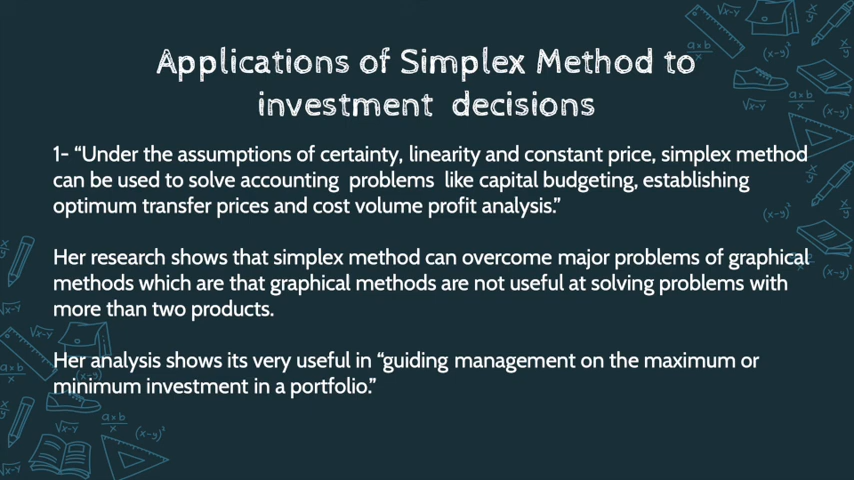 Applications of Simplex Method to
investment decisions
1- “Under the assumptions of certainty, linearity and constant price, simplex method
can be used to solve accounting problems like capital budgeting, establishing
optimum transfer prices and cost volume profit analysis.”
Her research shows that simplex method can overcome major problems of graphical
methods which are that graphical methods are not useful at solving problems with
more than two products.
Her analysis shows its very useful in “guiding management on the maximum or
minimum investment in a portfolio.”